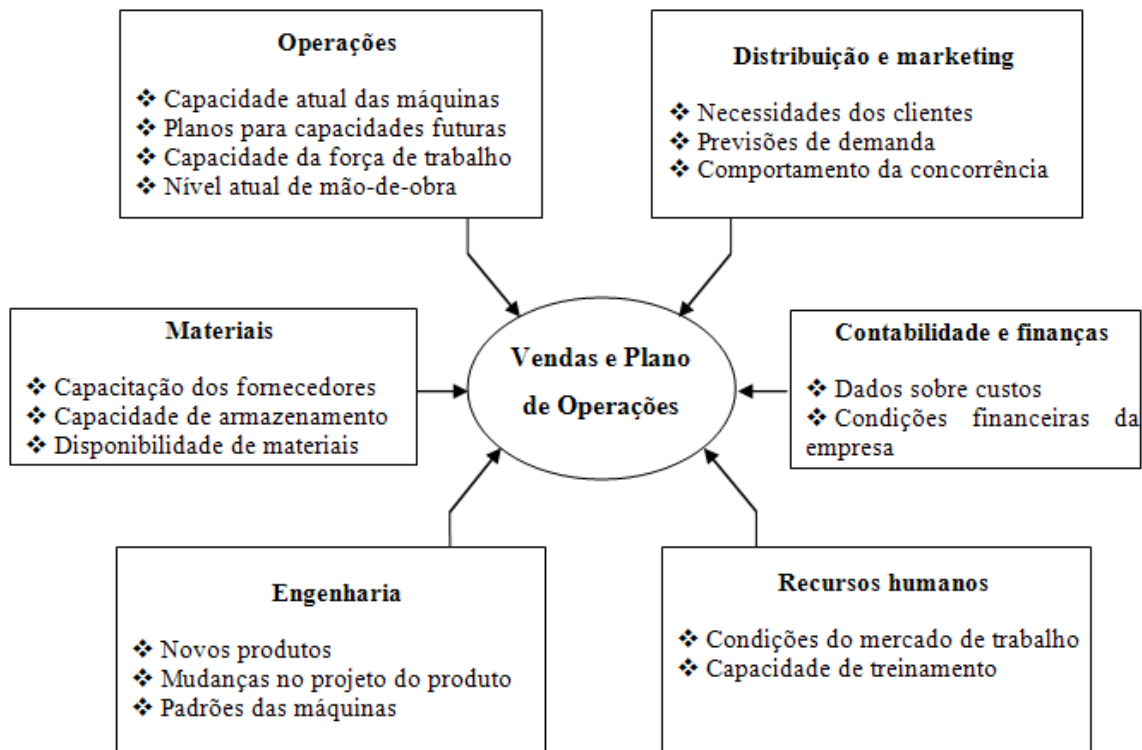 Operações
❖ Capacidade atual das máquinas
❖ Planos para capacidades futuras
❖ Capacidade da força de trabalho
❖ Nível atual de mão-de-obra
Distribuição e marketing
❖ Necessidades dos clientes
❖ Previsões de demanda
❖ Comportamento da concorrência
Materiais
❖ Capacitação dos fornecedores
❖ Capacidade de armazenamento
❖ Disponibilidade de materiais
Vendas e Plano
de Operações
Contabilidade e finanças
❖ Dados sobre custos
❖ Condições financeiras da
empresa
Engenharia
❖ Novos produtos
❖ Mudanças no projeto do produto
❖ Padrões das máquinas
Recursos humanos
❖ Condições do mercado de trabalho
❖ Capacidade de treinamento